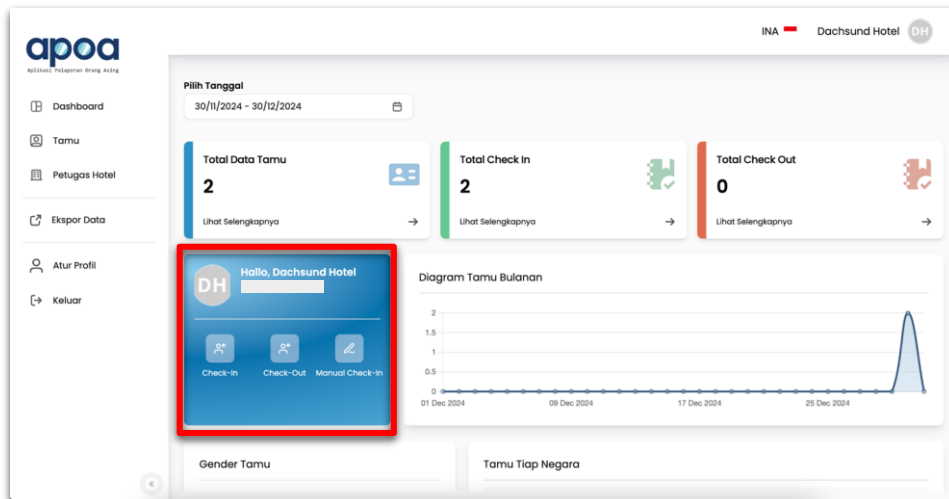 apoa
Aplikasi Pelaporan Orang Asing
INA
Dachsund Hotel
DH
Dashboard
Tamu
Petugas Hotel
Ekspor Data
Atur Profil
Keluar
Pilih Tanggal
30/11/2024 - 30/12/2024
Total Data Tamu
2
Lihat Selengkapnya
Total Check In
2
Lihat Selengkapnya
Total Check Out
0
Lihat Selengkapnya
DH
Hallo, Dachsund Hotel
Check-In
Check-Out
Manual Check-In
Diagram Tamu Bulanan
2
1.5
1
0.5
0
01 Dec 2024
09 Dec 2024
17 Dec 2024
25 Dec 2024
Gender Tamu
Tamu Tiap Negara